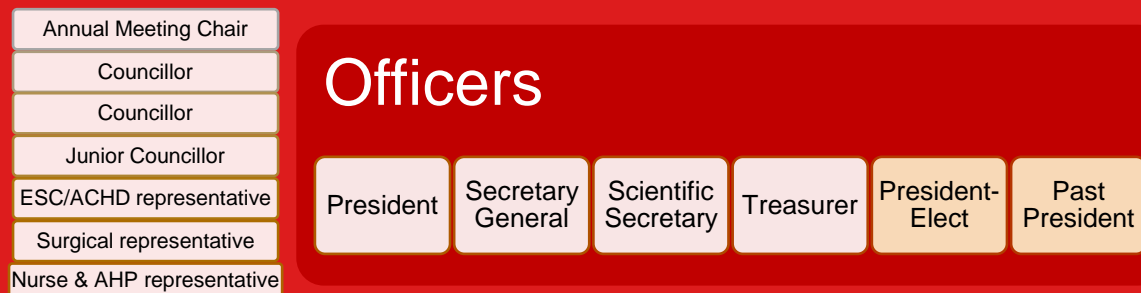 Annual Meeting Chair
Councillor
Councillor
Junior Councillor
ESC/ACHD representative
Surgical representative
Nurse & AHP representative
Officers
President
Secretary
General
Scientific
Secretary
Treasurer
President-
Elect
Past
President